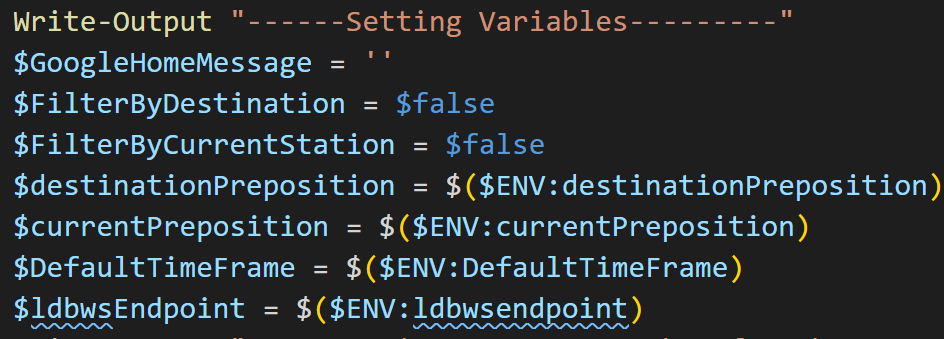 Write-Output "------Setting Variables---------"
$GoogleHomeMessage = ''
$FilterByDestination = $false
$FilterByCurrentStation = $false
$destinationPreposition = $($ENV:destinationPreposition)
$currentPreposition = $($ENV:currentPreposition)
$DefaultTimeFrame = $($ENV:DefaultTimeFrame)
$ldbwsEndpoint = $($ENV:ldbwsendpoint)